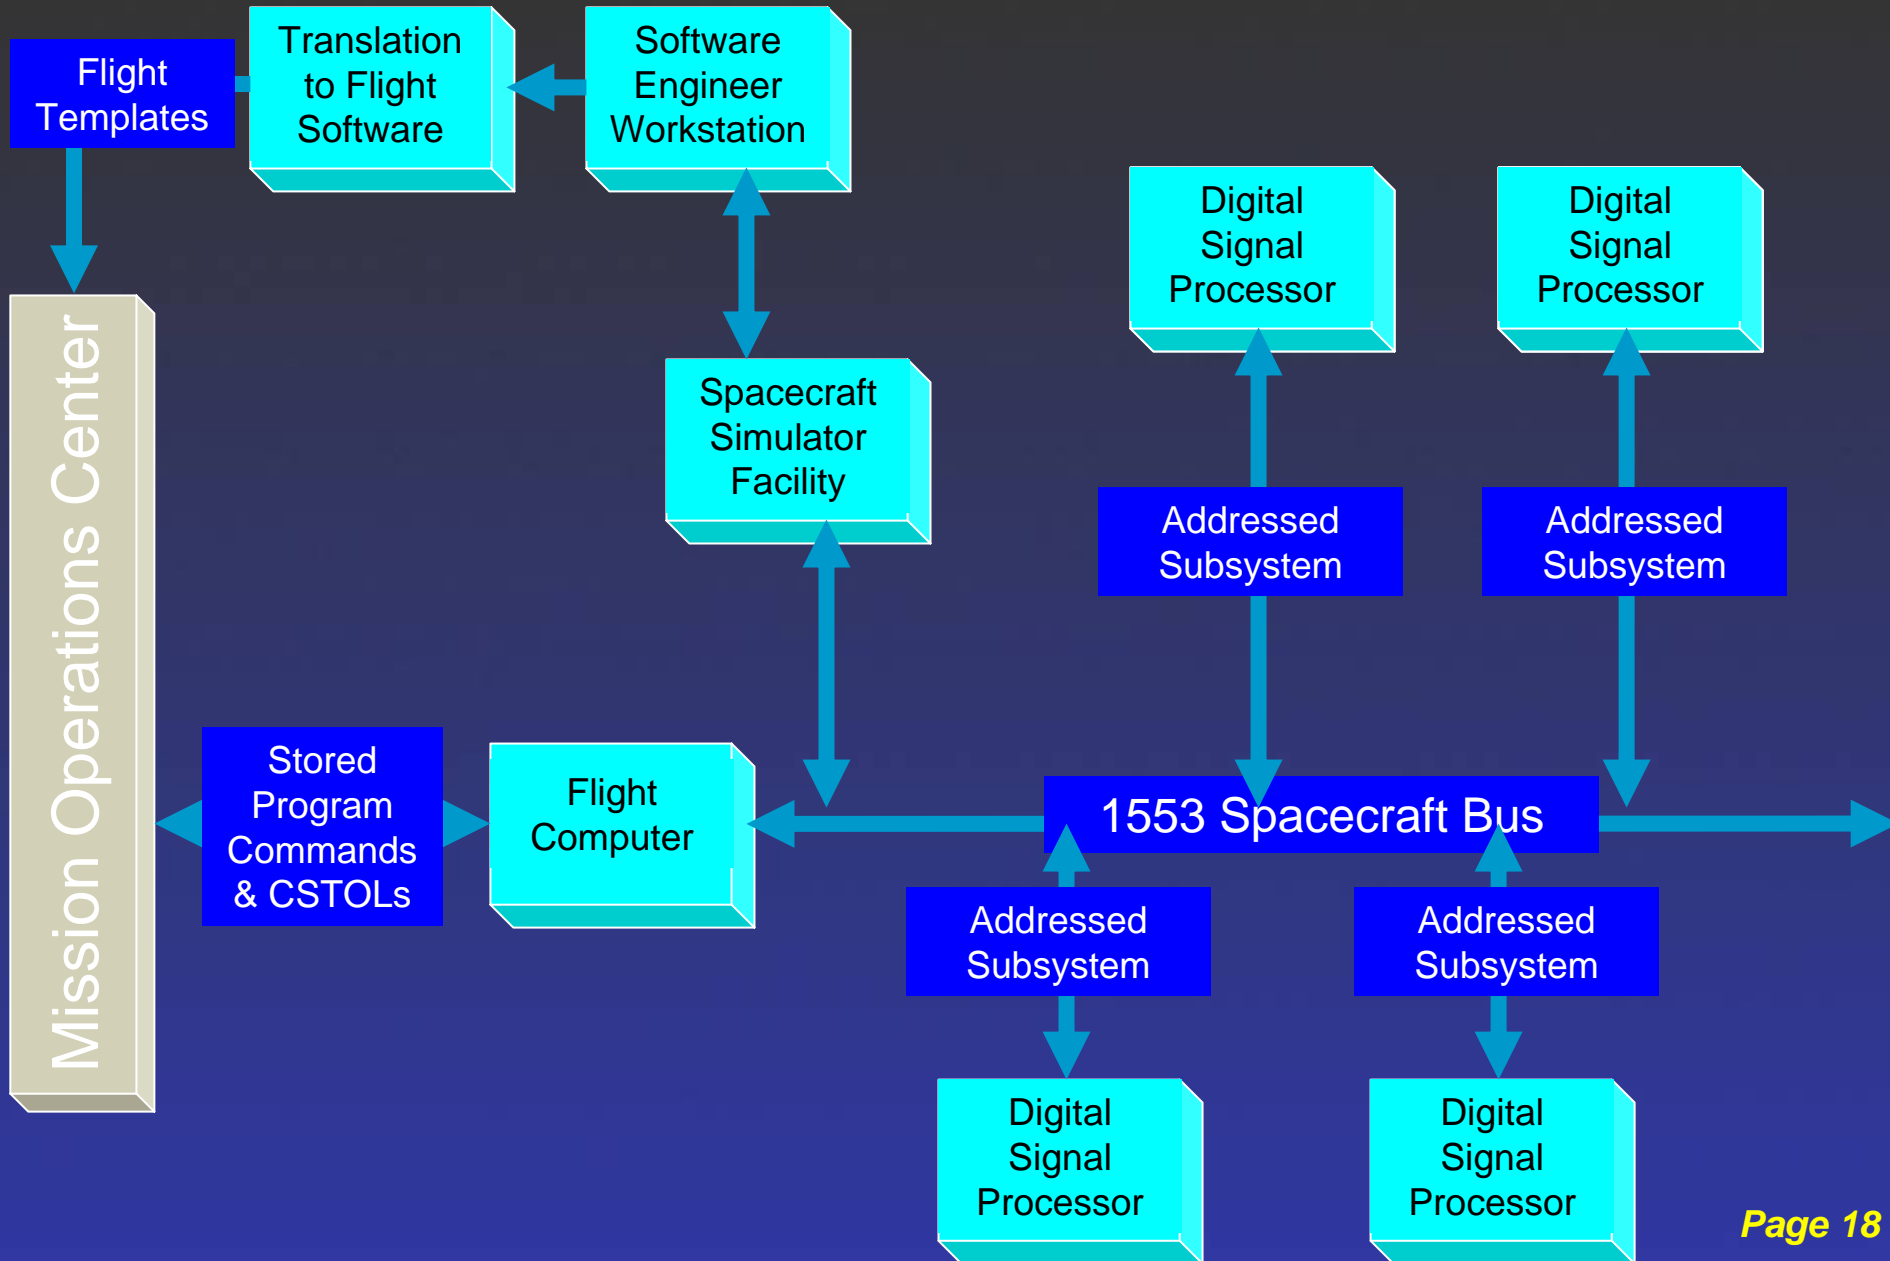 Flight
Templates
Translation
to Flight
Software
Software
Engineer
Workstation
Digital
Signal
Processor
Digital
Signal
Processor
Mission Operations Center
Spacecraft
Simulator
Facility
Addressed
Subsystem
Addressed
Subsystem
Stored
Program
Commands
& CSTOLs
Flight
Computer
1553 Spacecraft Bus
Addressed
Subsystem
Addressed
Subsystem
Digital
Signal
Processor
Digital
Signal
Processor
Page 18